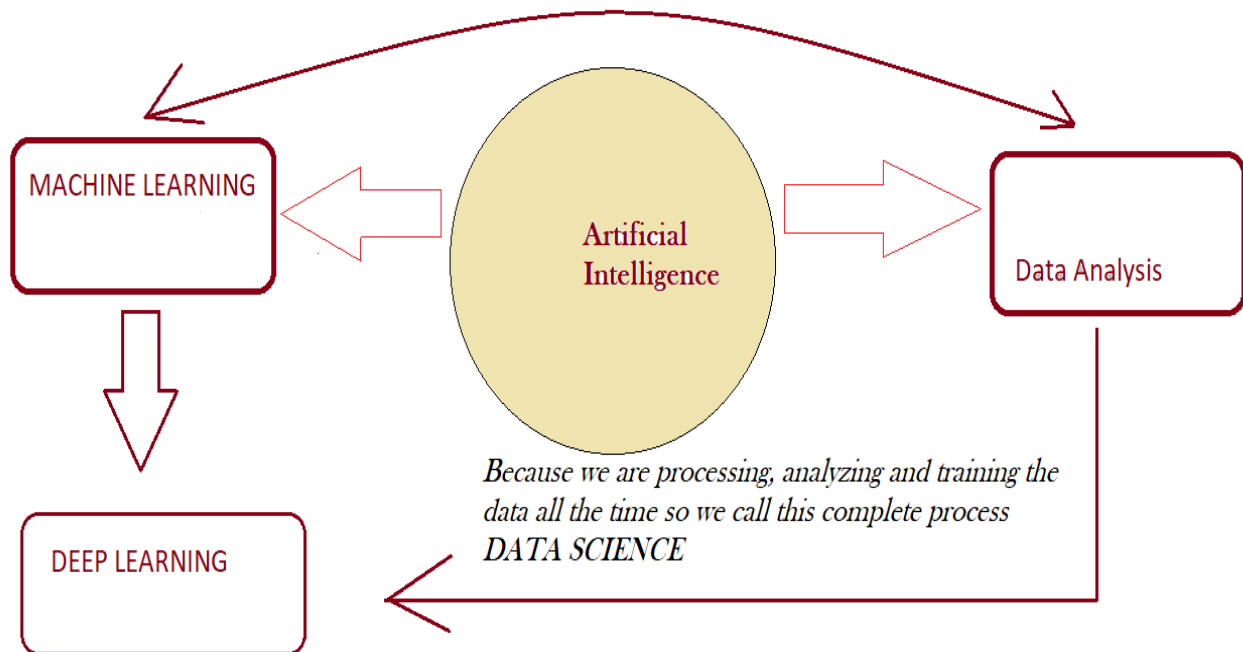 MACHINE LEARNING
Artificial
Intelligence
Data Analysis
Because we are processing, analyzing and training the
data all the time so we call this complete process
DATA SCIENCE
DEEP LEARNING